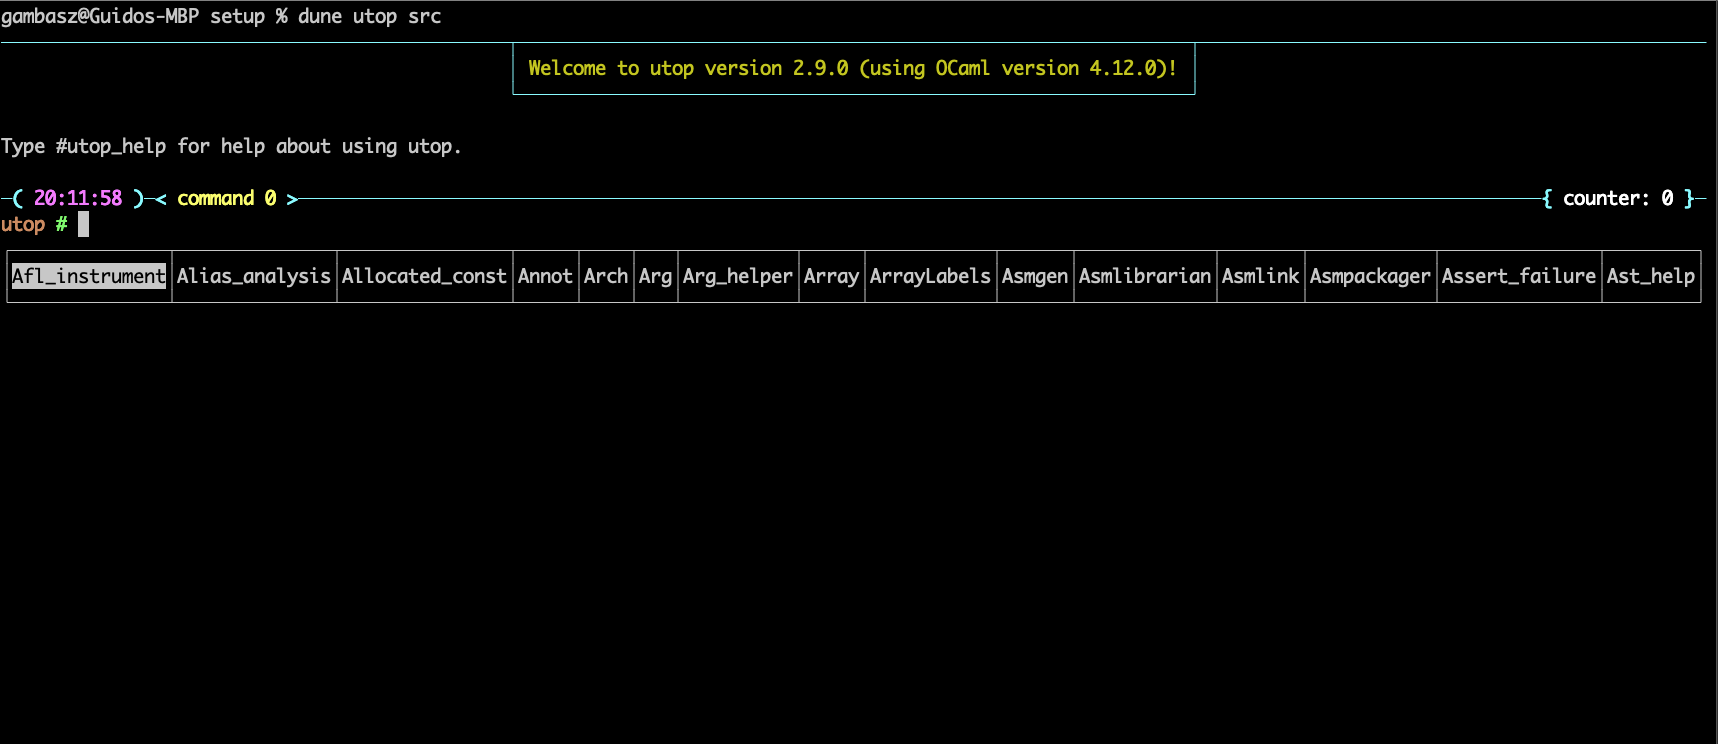 gambasz@Guidos-MBP setup % dune utop src
Welcome to utop version 2.9.0 (using OCaml version 4.12.0)!
Type #utop_help for help about using utop.
-( 20:11:58 )-< command 0 >-{ counter: 0 }-
utop #
Afl_instrument|Alias_analysis|Allocated_const|Annot|Arch|Arg|Arg_helper|Array|ArrayLabels|Asmgen|Asmlibrarian|Asmlink|Asmpackager|Assert_failure|Ast_help